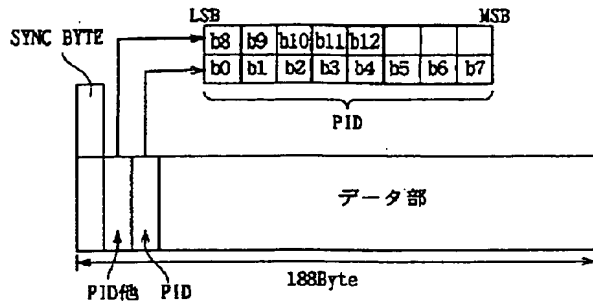 LSB MSB
SYNC BYTE
b8 b9 b10 b11 b12
b0 b1 b2 b3 b4 b5 b6 b7
PID
データ部
188Byte
PID他 PID